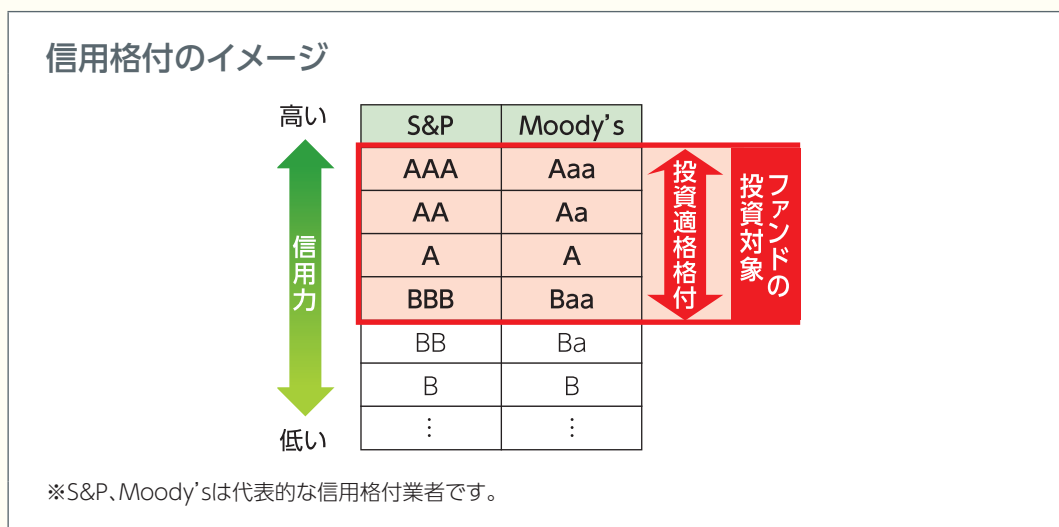 信用格付のイメージ
高い
信用力
低い
S&P Moody's
AAA Aaa
AA Aa
A A
BBB Baa
BB Ba
B B
⋮ ⋮
投資適格格付
ファンドの
投資対象
※S&P、Moody'sは代表的な信用格付業者です。